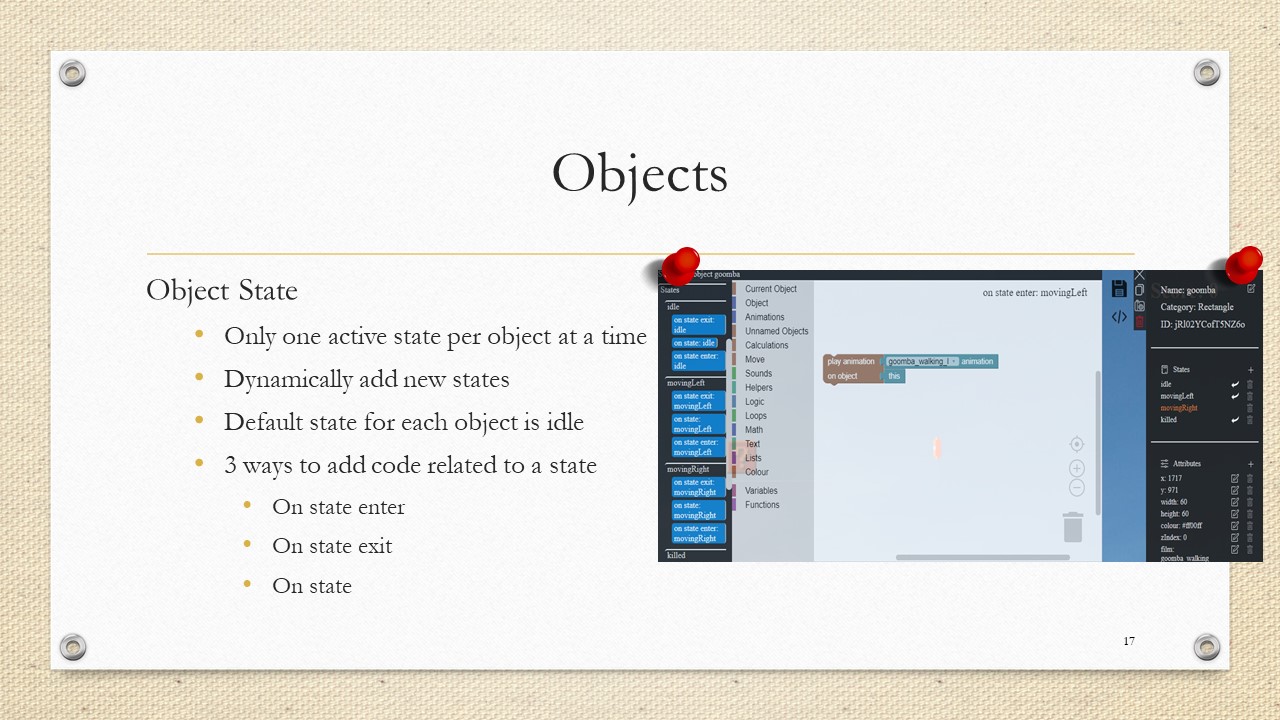 Objects
Object State
Only one active state per object at a time
Dynamically add new states
Default state for each object is idle
3 ways to add code related to a state
On state enter
On state exit
On state
object goomba
States
idle
on state exit:
idle
on state: idle
on state enter:
idle
movingLeft
on state exit:
movingLeft
on state:
movingLeft
on state enter:
movingLeft
movingRight
on state exit:
movingRight
on state:
movingRight
on state enter:
movingRight
killed
Current Object
Object
Animations
Unnamed Objects
Calculations
Move
Sounds
Helpers
Logic
Loops
Math
Text
Lists
Colour
Variables
Functions
on state enter: movingLeft
play animation goomba_walking_l animation
on object this
Name: goomba
Category: Rectangle
ID: jRl02YCofT5NZ6o
States +
idle
movingLeft
movingRight
killed
Attributes +
x: 1717
y: 971
width: 60
height: 60
colour: #ff00ff
zIndex: 0
film:
goomba_walking
17